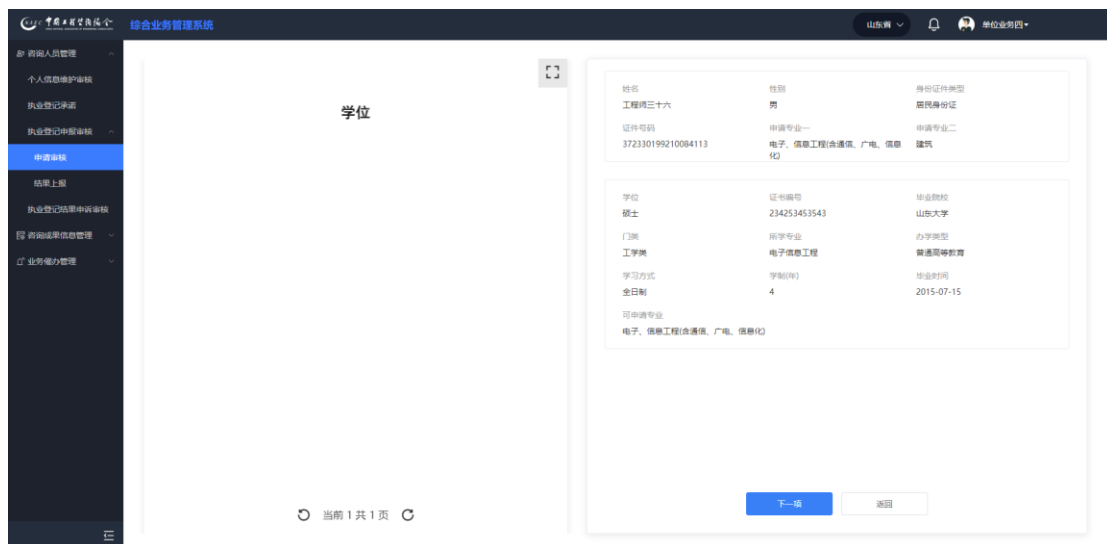 中国工程咨询协会 综合业务管理系统 山东省 单位业务四
咨询人员管理
个人信息维护审核
执业登记承诺
执业登记申报审核
申请审核
结果上报
执业登记结果申诉审核
咨询成果信息管理
业务催办管理
学位
当前 1 共 1 页
姓名 性别 身份证件类型
工程师三十六 男 居民身份证
证件号码 申请专业一 申请专业二
372330199210084113 电子、信息工程(含通信、广电、信息 建筑
化)
学位 证书编号 毕业院校
硕士 234253453543 山东大学
门类 所学专业 办学类型
工学类 电子信息工程 普通高等教育
学习方式 学制(年) 毕业时间
全日制 4 2015-07-15
可申请专业
电子、信息工程(含通信、广电、信息化)
下一项 返回